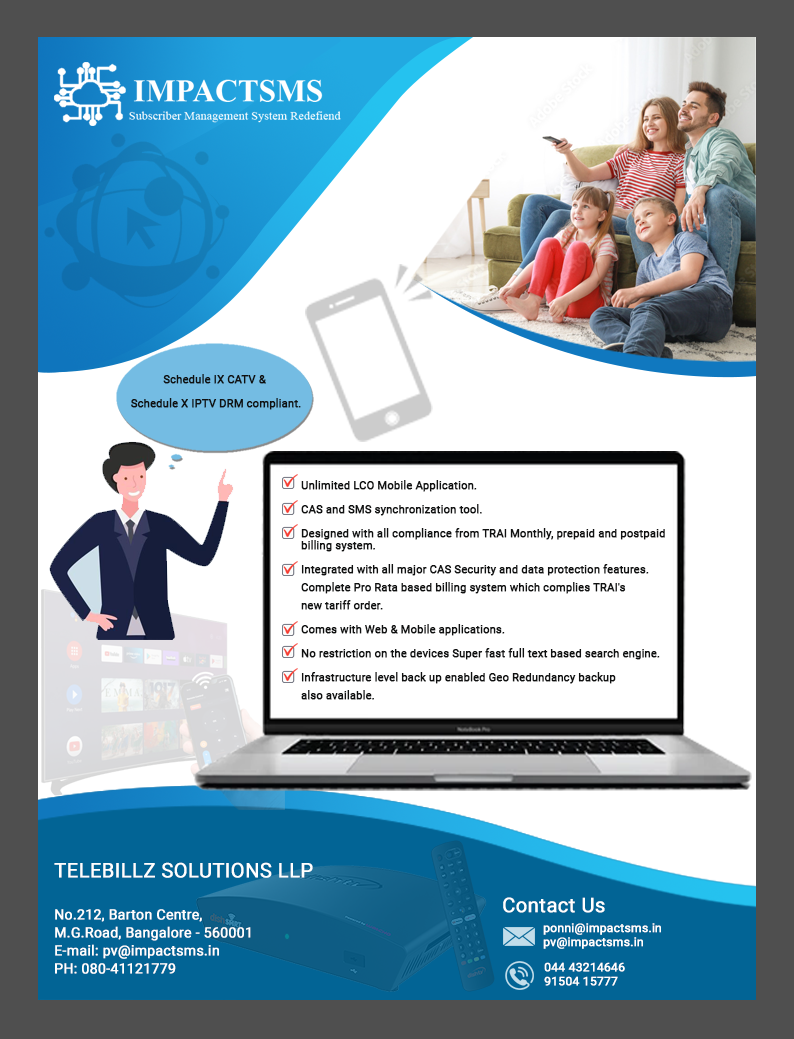 IMPACTSMS
Subscriber Management System Redefiend
Schedule IX CATV &
Schedule X IPTV DRM compliant.
Unlimited LCO Mobile Application.
CAS and SMS synchronization tool.
Designed with all compliance from TRAI Monthly, prepaid and postpaid
billing system.
Integrated with all major CAS Security and data protection features.
Complete Pro Rata based billing system which complies TRAI's
new tariff order.
Comes with Web & Mobile applications.
No restriction on the devices Super fast full text based search engine.
Infrastructure level back up enabled Geo Redundancy backup
also available.
NoteBook Pro
TELEBILLZ SOLUTIONS LLP
No.212, Barton Centre,
M.G.Road, Bangalore - 560001
E-mail: pv@impactsms.in
PH: 080-41121779
Contact Us
ponni@impactsms.in
pv@impactsms.in
044 43214646
91504 15777